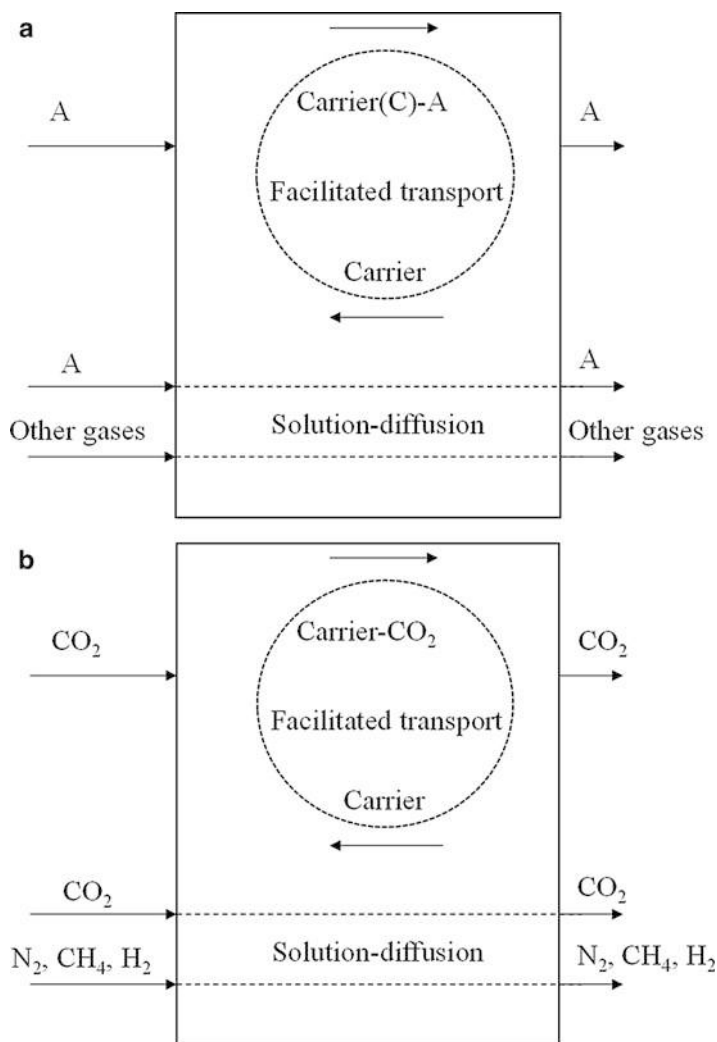 a
A
Carrier(C)-A
A
Facilitated transport
Carrier
A
A
Other gases
Solution-diffusion
Other gases
b
CO₂
Carrier-CO₂
CO₂
Facilitated transport
Carrier
CO₂
CO₂
N₂, CH₄, H₂
Solution-diffusion
N₂, CH₄, H₂